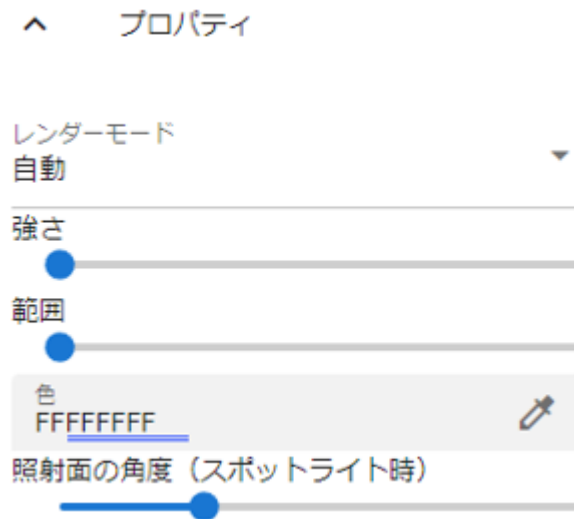 プロパティ
レンダーモード
自動
強さ
範囲
色
FFFFFFFF
照射面の角度（スポットライト時）